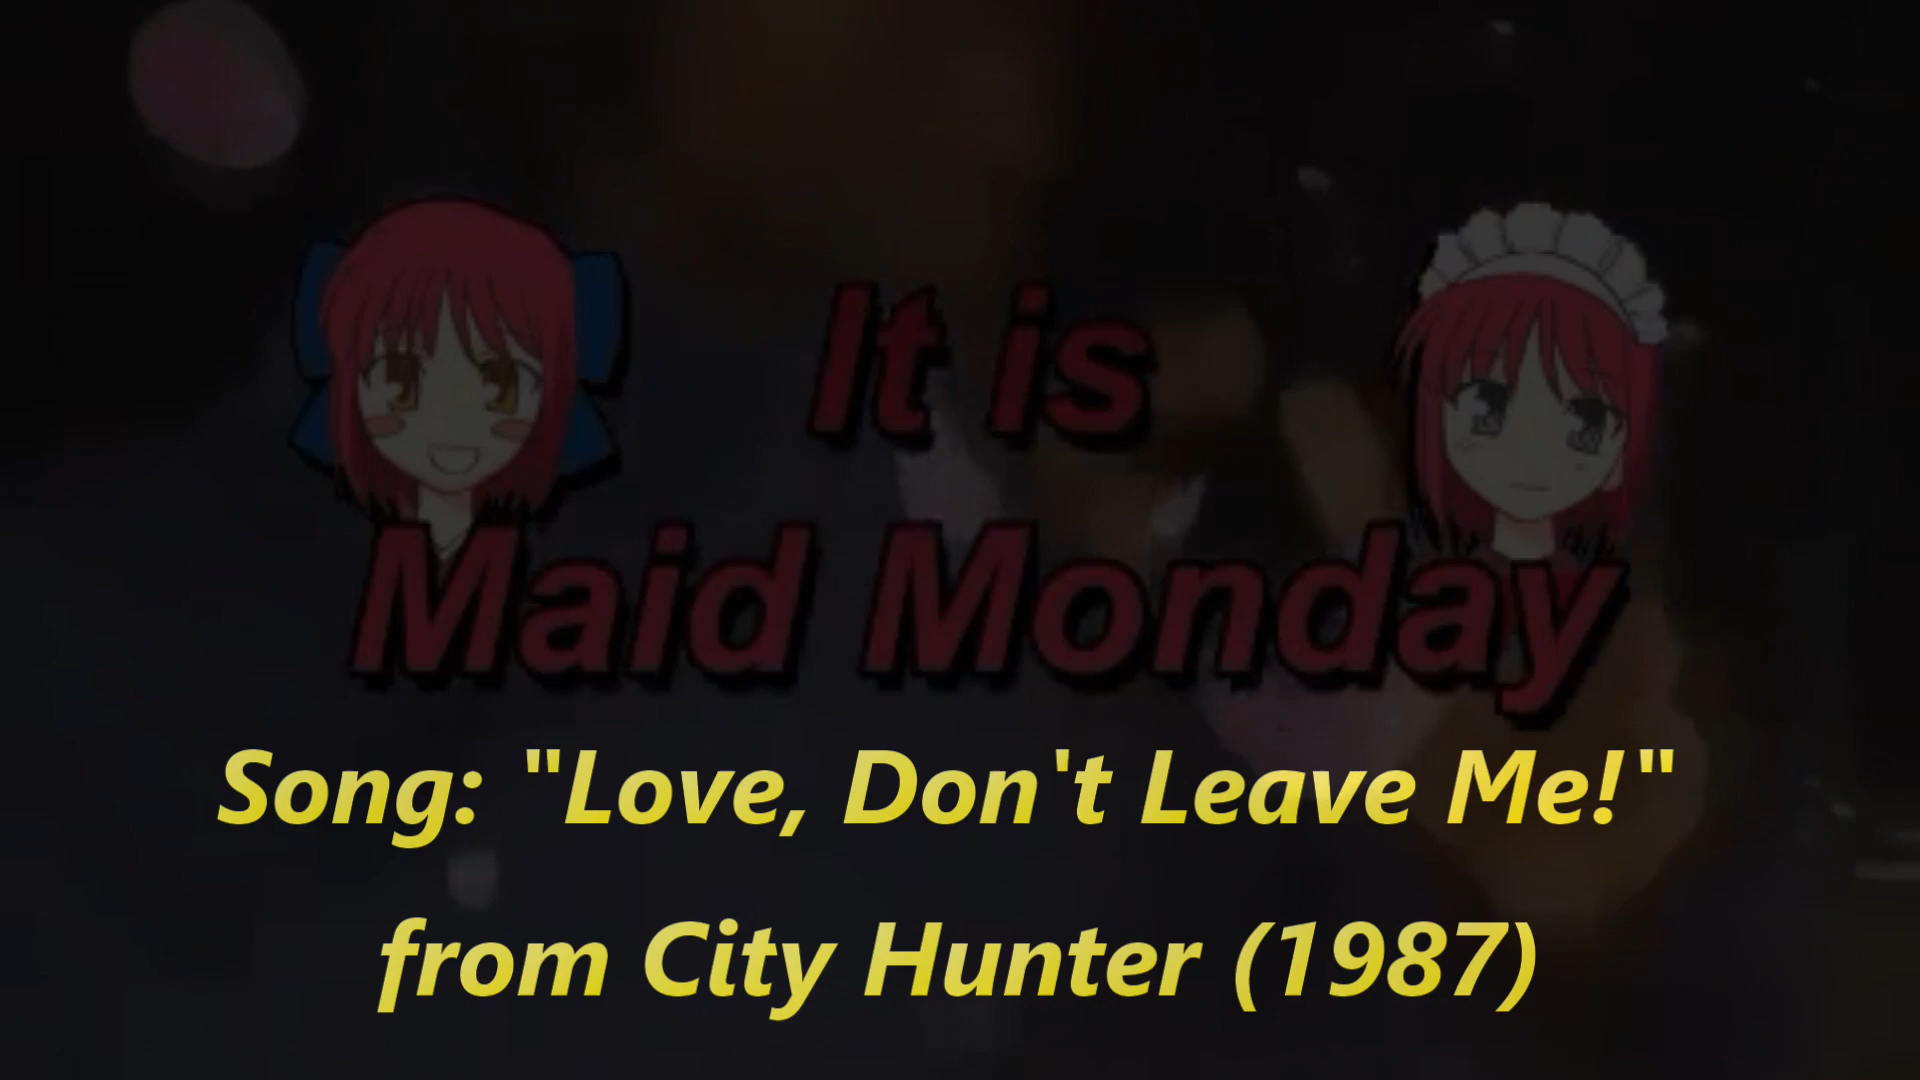 It is
Maid Monday
Song: "Love, Don't Leave Me!"
from City Hunter (1987)